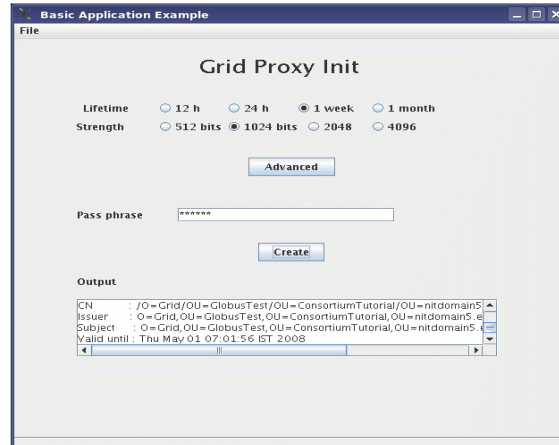 Basic Application Example
File
Grid Proxy Init
Lifetime 12 h 24 h 1 week 1 month
Strength 512 bits 1024 bits 2048 4096
Advanced
Pass phrase ******
Create
Output
CN : /O=Grid/OU=GlobusTest/OU=ConsortiumTutorial/OU=nitdomain5
Issuer : O=Grid,OU=GlobusTest,OU=ConsortiumTutorial,OU=nitdomain5.e
Subject : O=Grid,OU=GlobusTest,OU=ConsortiumTutorial,OU=nitdomain5.e
Valid until : Thu May 01 07:01:56 IST 2008